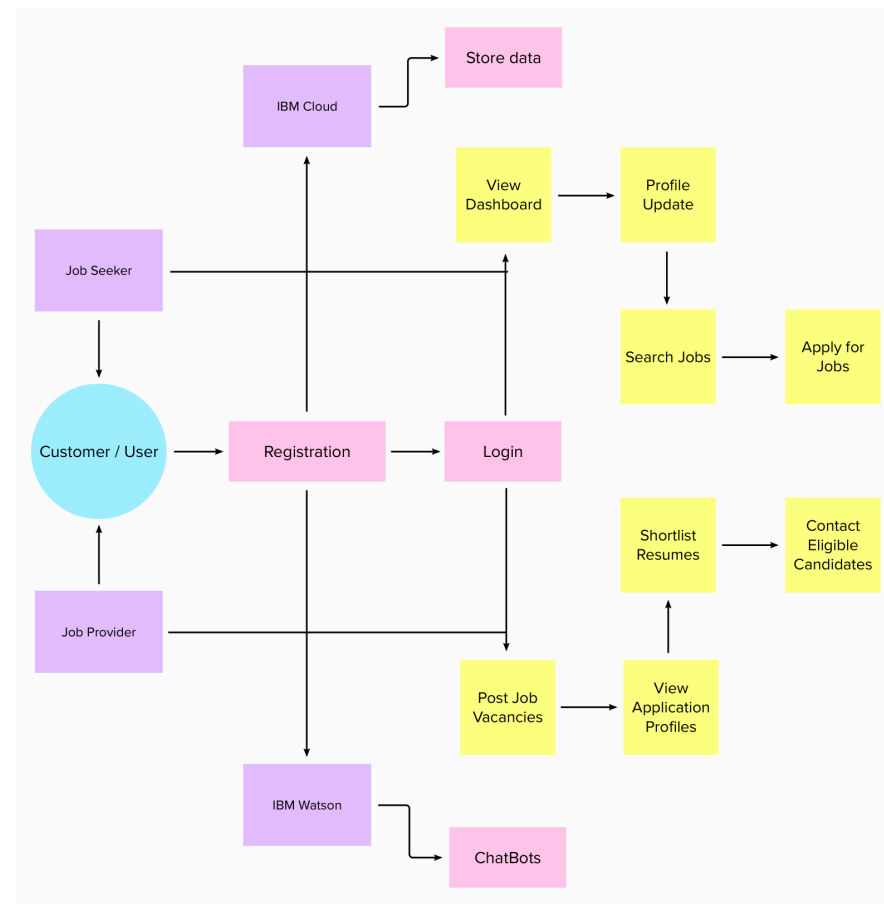 Store data
IBM Cloud
View
Dashboard
Profile
Update
Job Seeker
Search Jobs
Apply for
Jobs
Customer / User
Registration
Login
Shortlist
Resumes
Contact
Eligible
Candidates
Job Provider
Post Job
Vacancies
View
Application
Profiles
IBM Watson
ChatBots